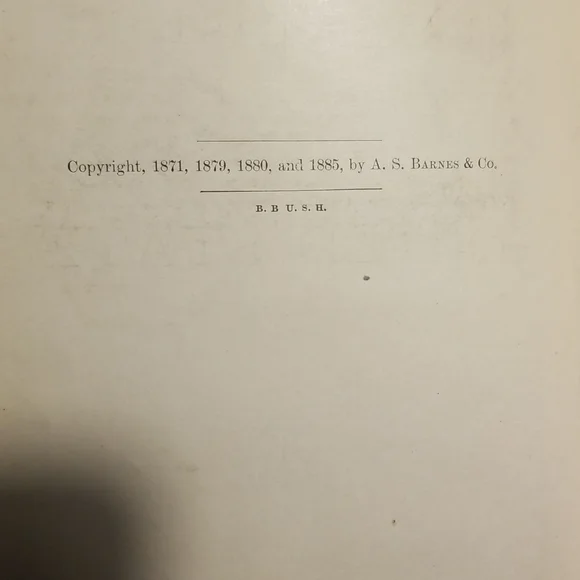 Copyright, 1871, 1879, 1880, and 1885, by A. S. BARNES & Co.
B. B U. S. H.